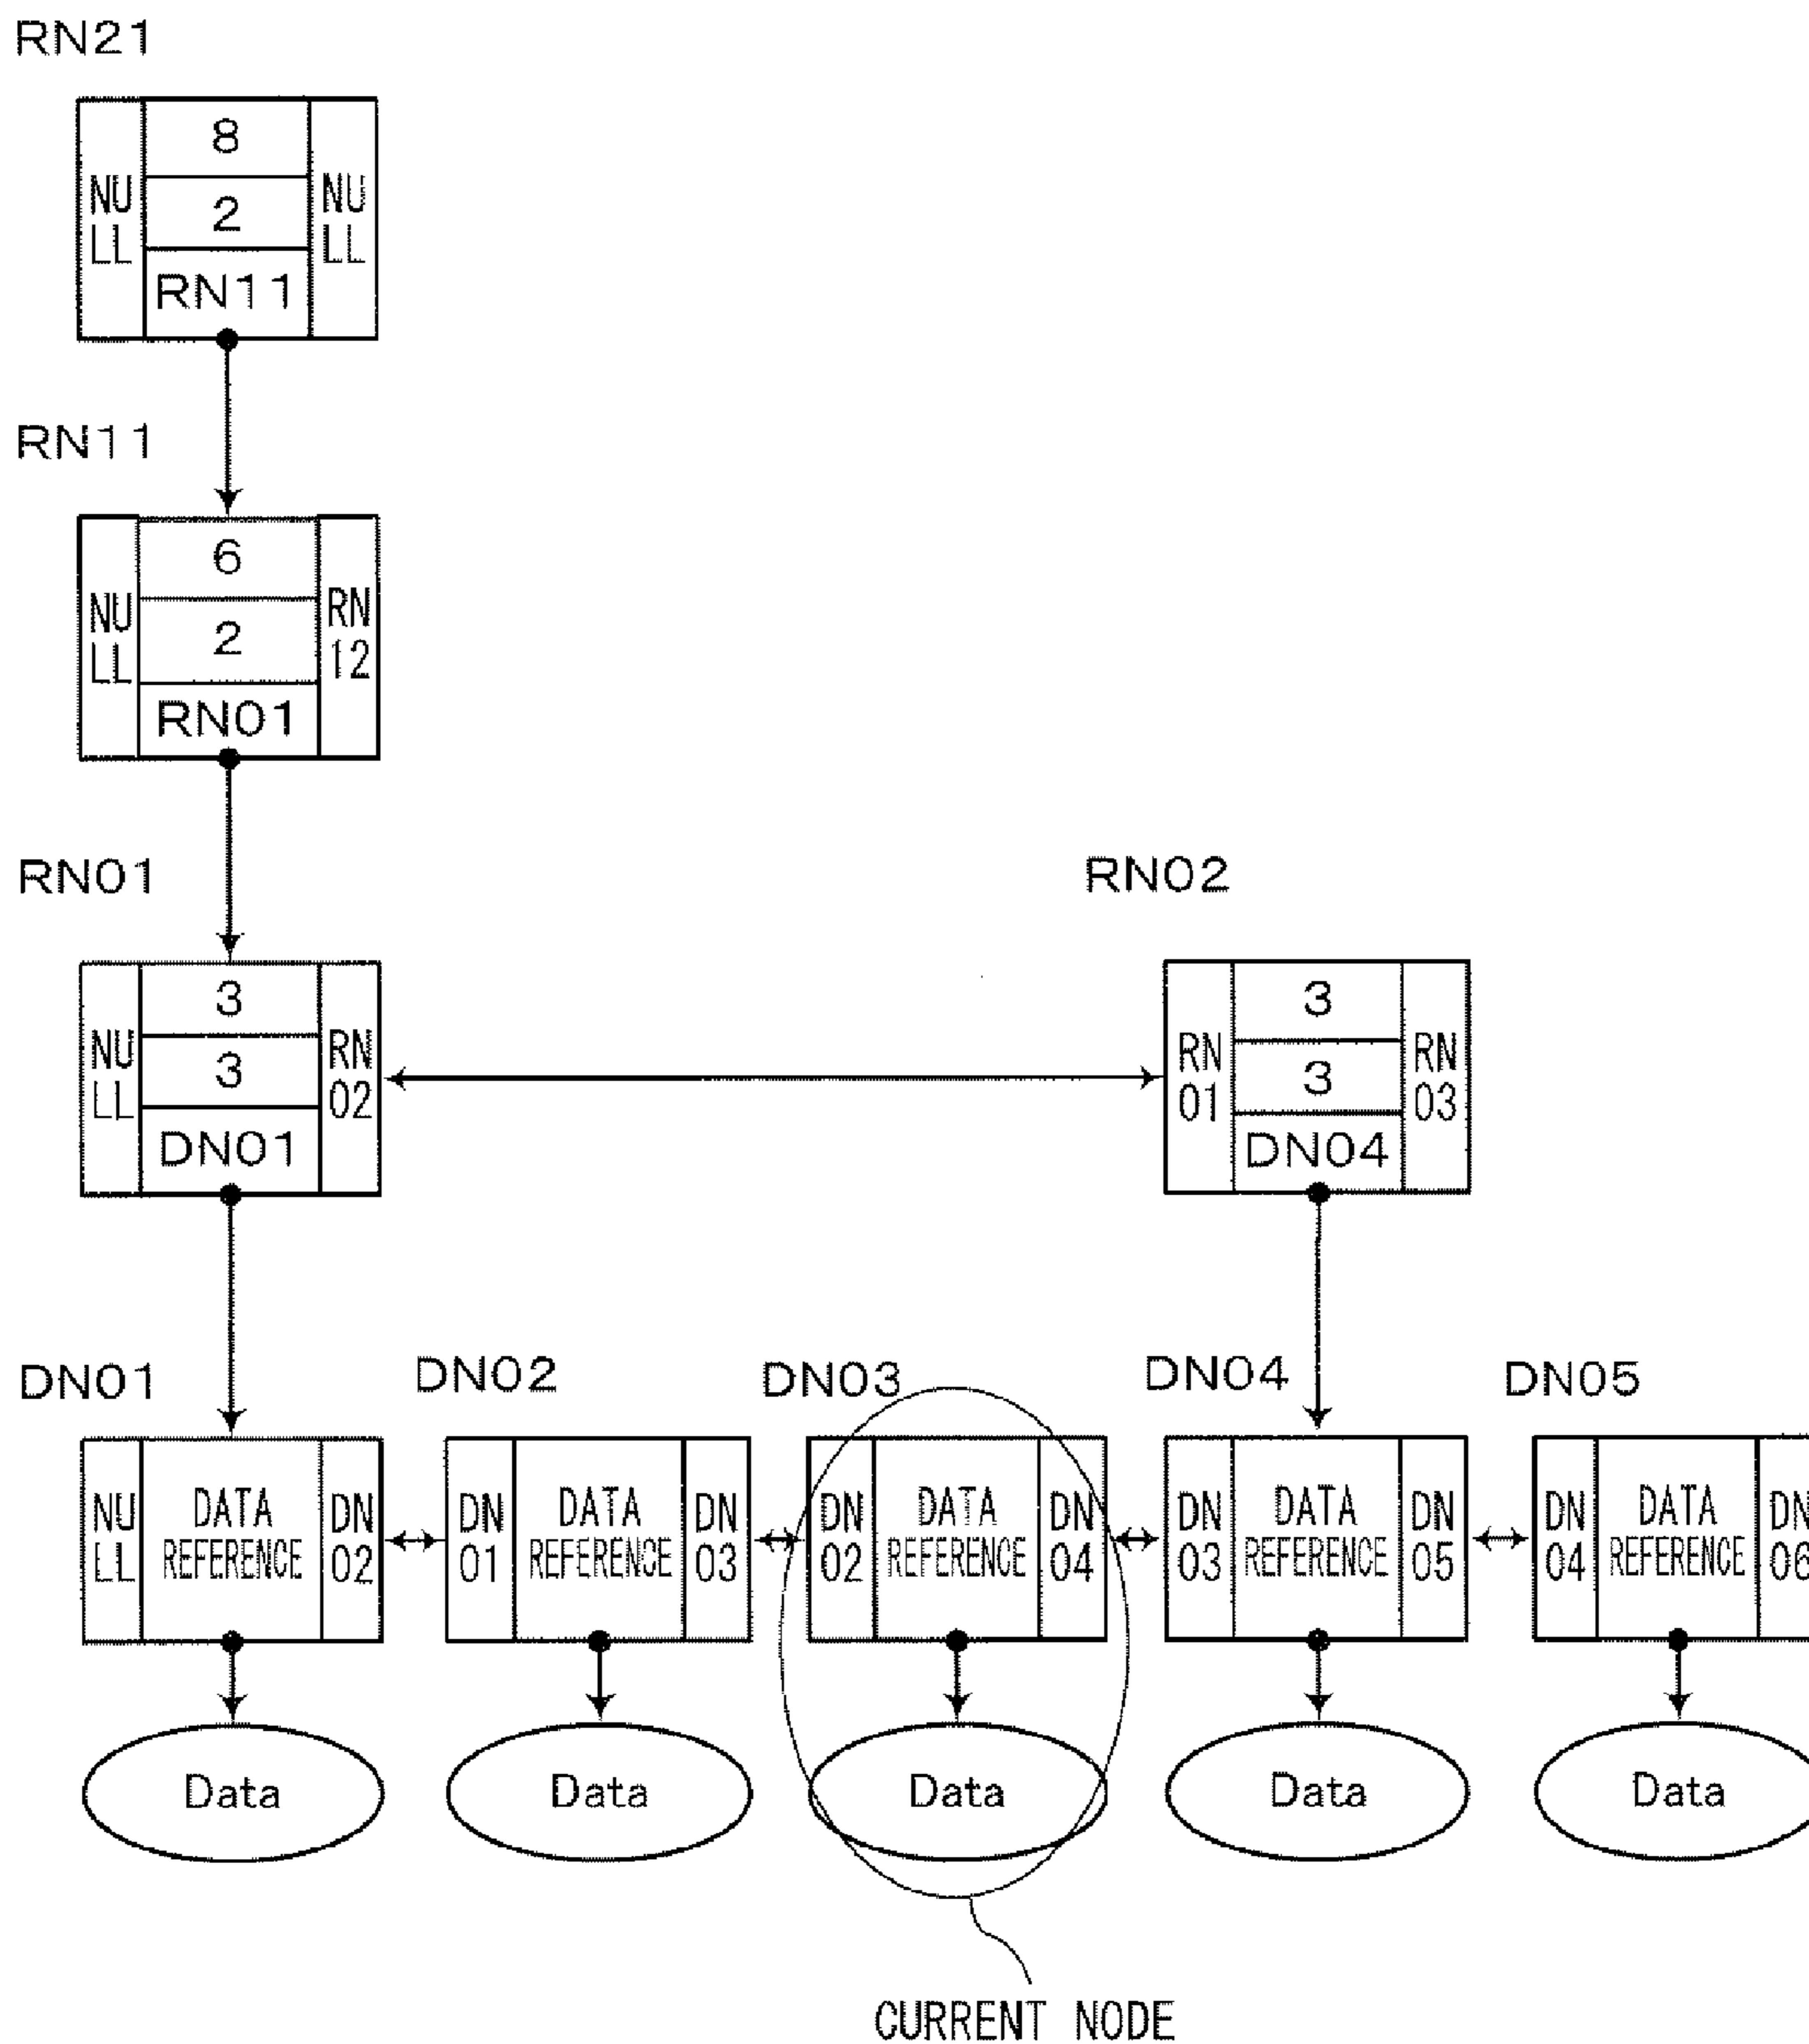 RN21
8
NU
LL
2
NU
LL
RN11
RN11
6
NU
LL
2
RN
12
RN01
RN01
RN02
3
NU
LL
3
RN
02
DN01
3
RN
01
3
RN
03
DN04
DN01
DN02
DN03
DN04
DN05
NU
LL
DATA
REFERENCE
DN
02
DN
01
DATA
REFERENCE
DN
03
DN
02
DATA
REFERENCE
DN
04
DN
03
DATA
REFERENCE
DN
05
DN
04
DATA
REFERENCE
DN
06
Data
Data
Data
Data
Data
CURRENT NODE